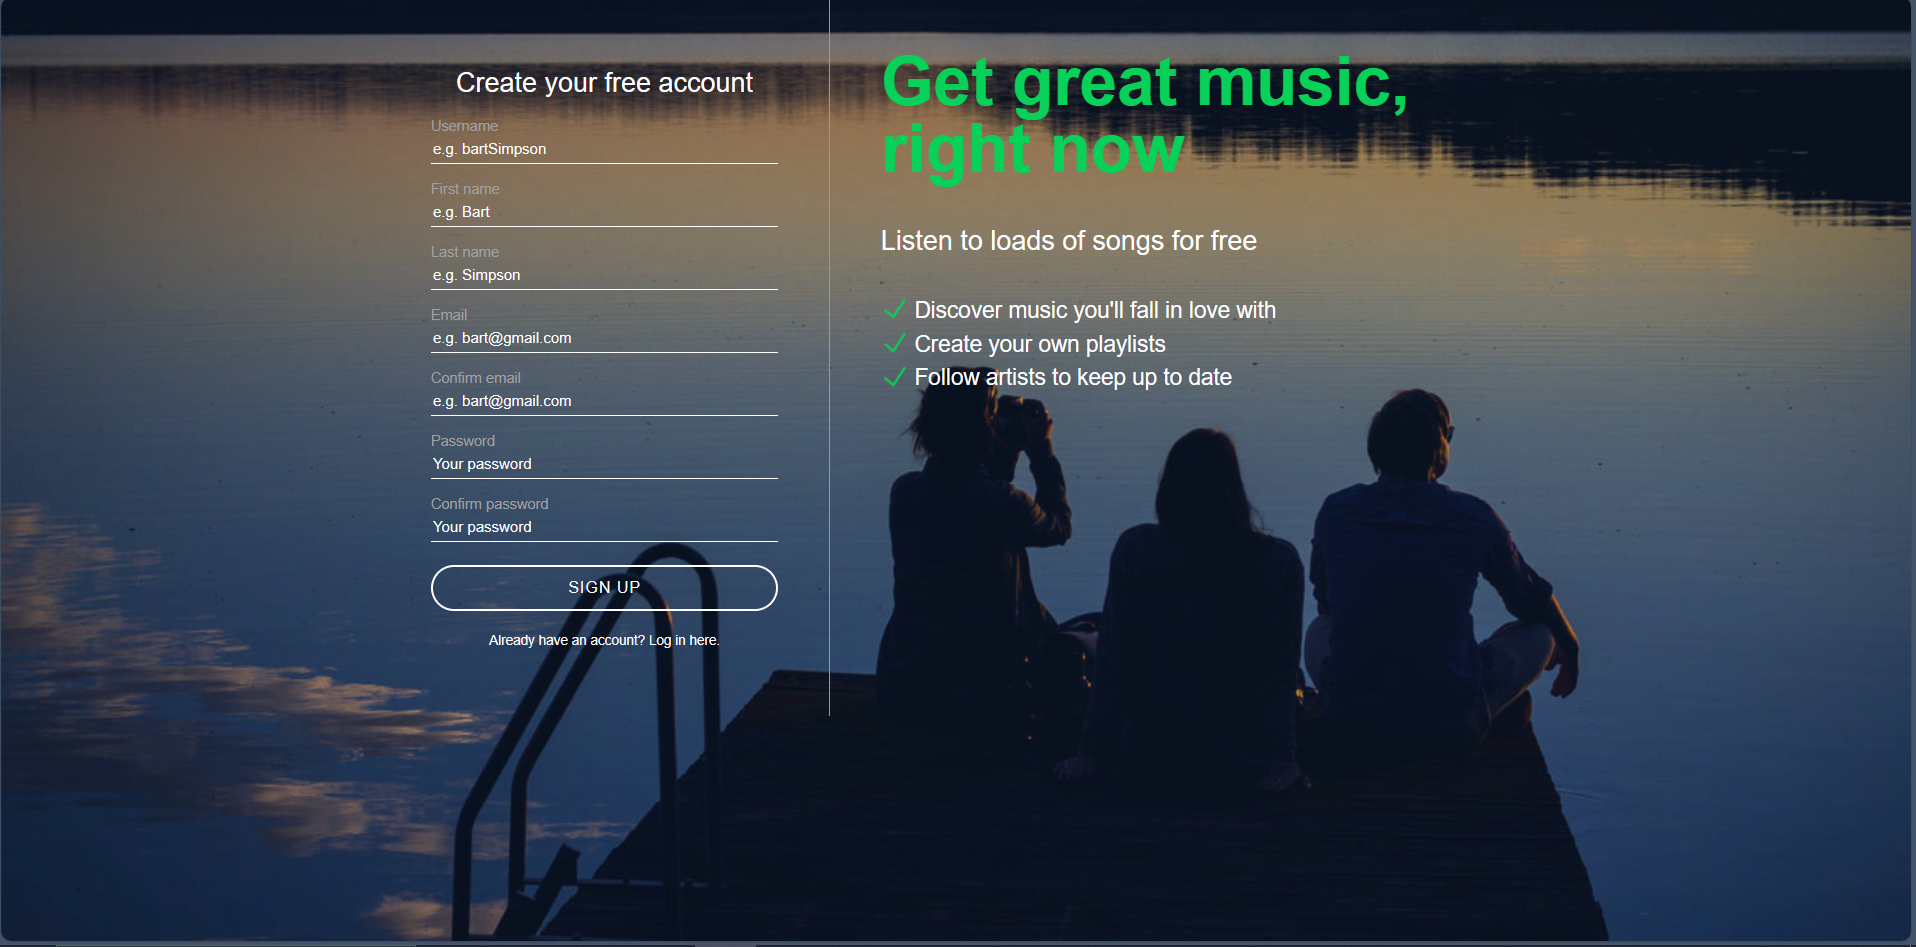 Create your free account
Username
e.g. bartSimpson
First name
e.g. Bart
Last name
e.g. Simpson
Email
e.g. bart@gmail.com
Confirm email
e.g. bart@gmail.com
Password
Your password
Confirm password
Your password
SIGN UP
Already have an account? Log in here.
Get great music,
right now
Listen to loads of songs for free
Discover music you'll fall in love with
Create your own playlists
Follow artists to keep up to date